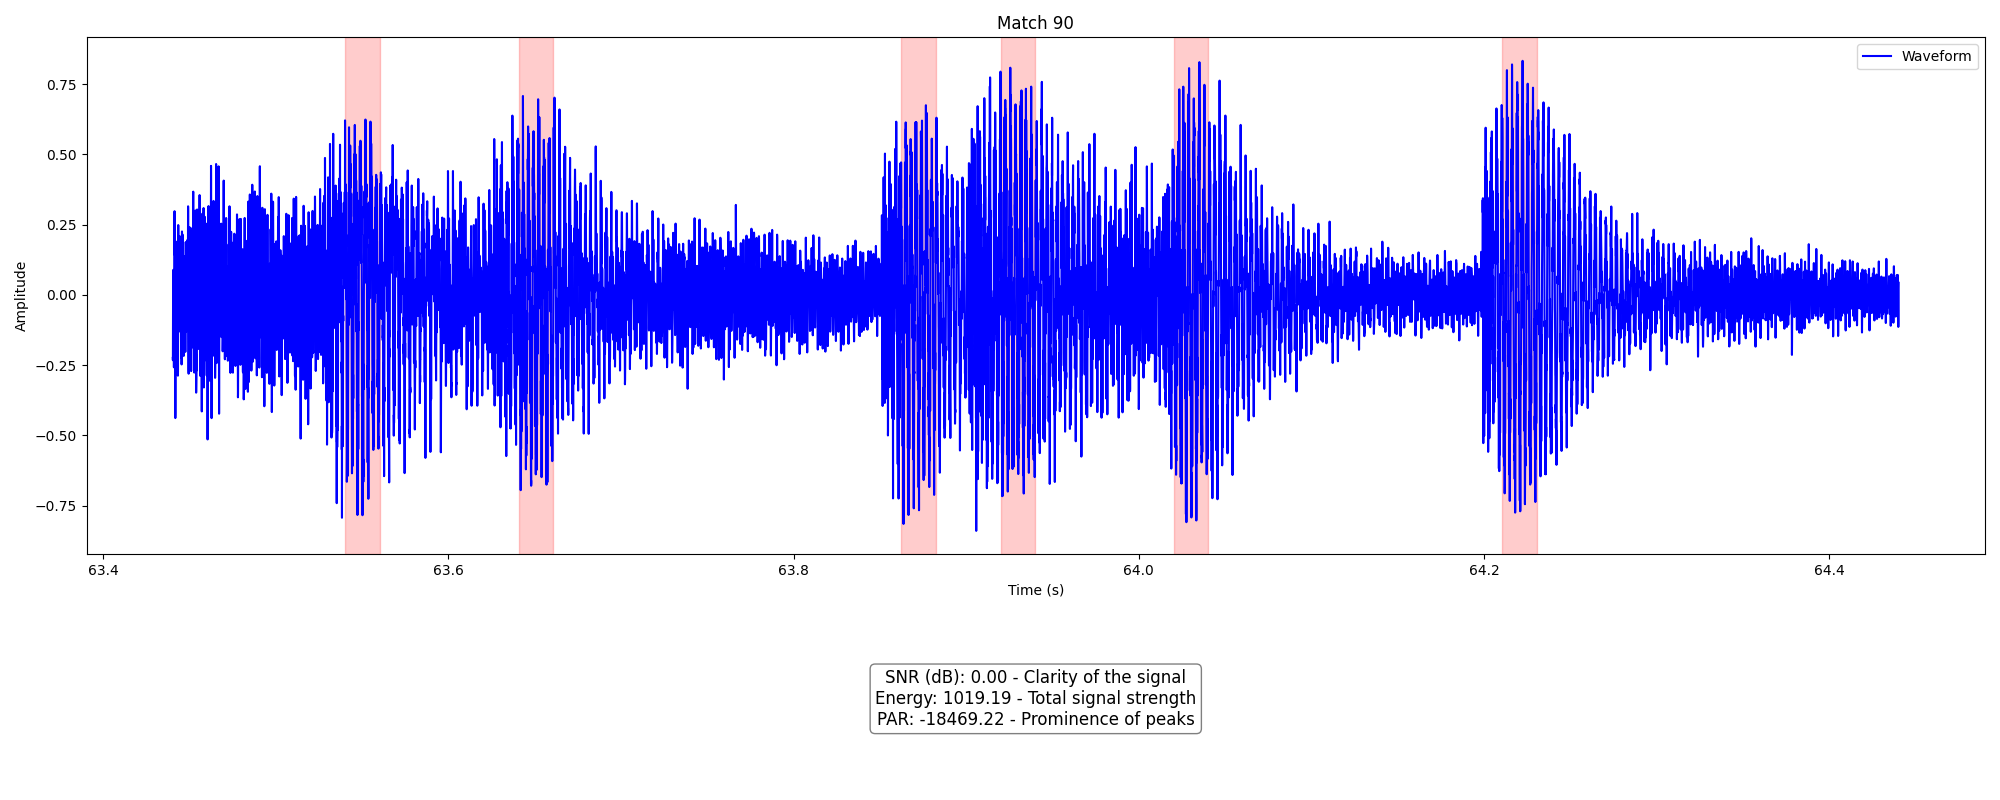 Match 90
Waveform
Amplitude
0.75
0.50
0.25
0.00
−0.25
−0.50
−0.75
63.4 63.6 63.8 64.0 64.2 64.4
Time (s)
SNR (dB): 0.00 - Clarity of the signal
Energy: 1019.19 - Total signal strength
PAR: -18469.22 - Prominence of peaks